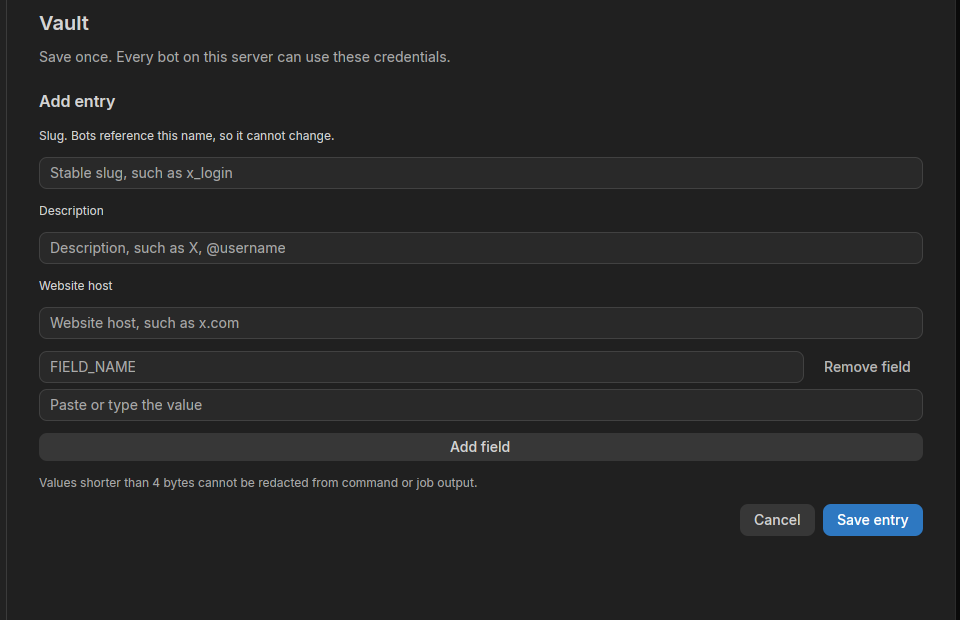 Vault
Save once. Every bot on this server can use these credentials.
Add entry
Slug. Bots reference this name, so it cannot change.
Stable slug, such as x_login
Description
Description, such as X, @username
Website host
Website host, such as x.com
FIELD_NAME
Remove field
Paste or type the value
Add field
Values shorter than 4 bytes cannot be redacted from command or job output.
Cancel
Save entry